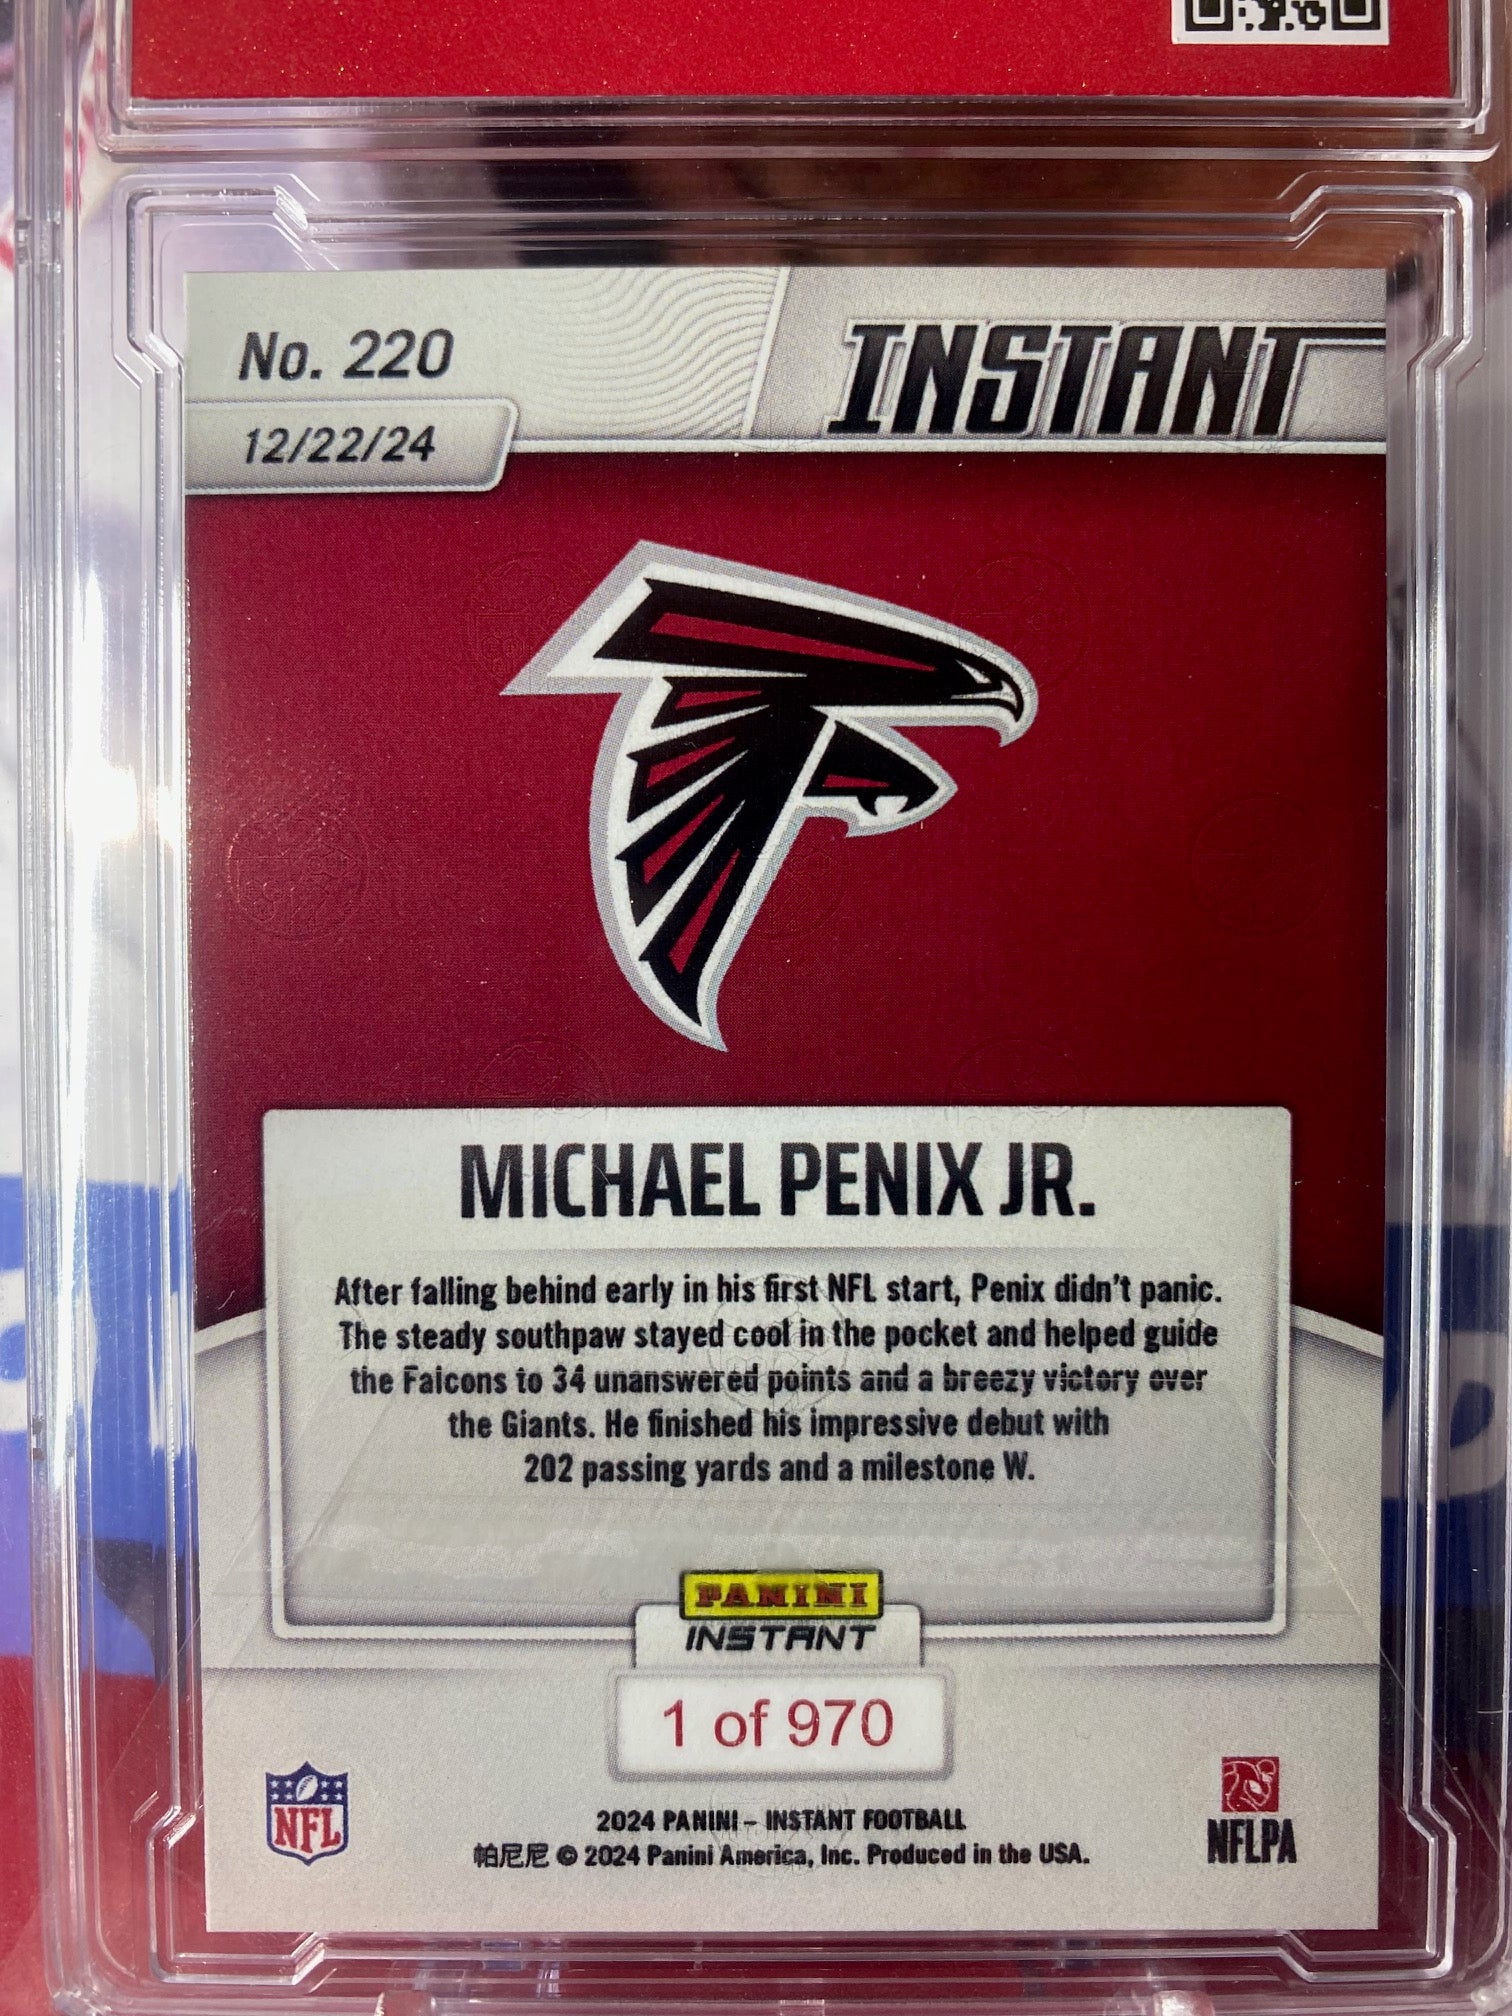 No. 220
INSTANT
12/22/24
MICHAEL PENIX JR.
After falling behind early in his first NFL start, Penix didn't panic.
The steady southpaw stayed cool in the pocket and helped guide
the Falcons to 34 unanswered points and a breezy victory over
the Giants. He finished his impressive debut with
202 passing yards and a milestone W.
PANINI
INSTANT
1 of 970
NFL
NFLPA
2024 PANINI – INSTANT FOOTBALL
帕尼尼 © 2024 Panini America, Inc. Produced in the USA.